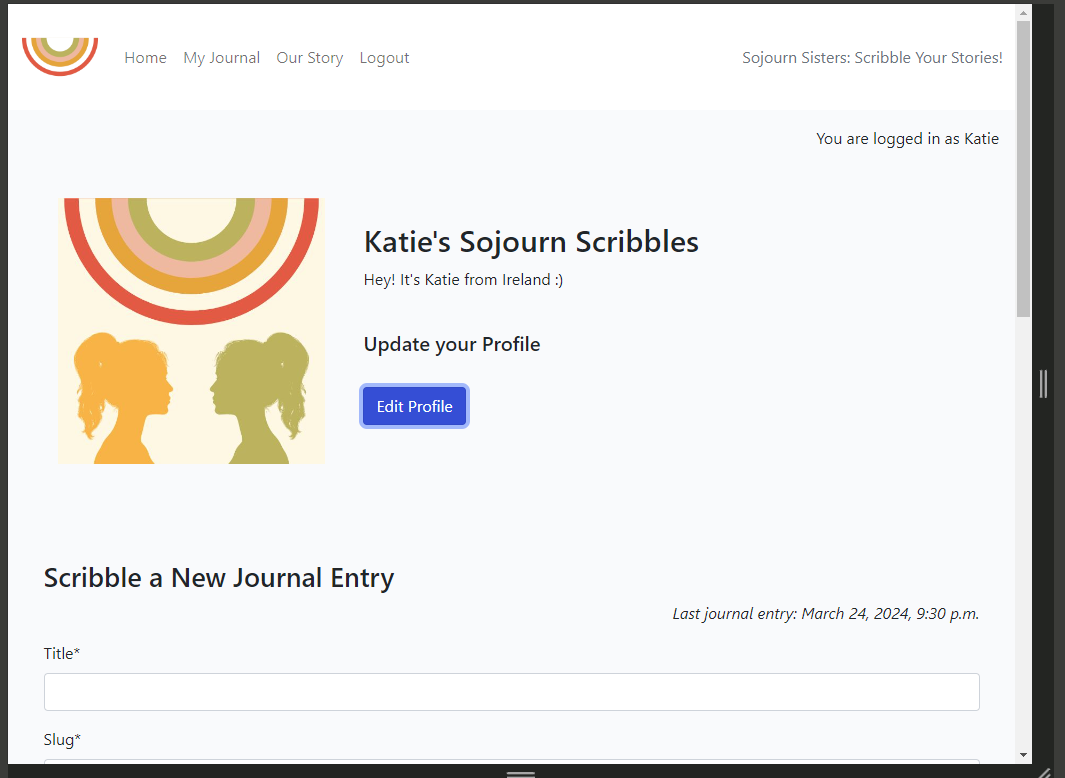 Home My Journal Our Story Logout Sojourn Sisters: Scribble Your Stories!
You are logged in as Katie
Katie's Sojourn Scribbles
Hey! It's Katie from Ireland :)
Update your Profile
Edit Profile
Scribble a New Journal Entry
Last journal entry: March 24, 2024, 9:30 p.m.
Title*
Slug*